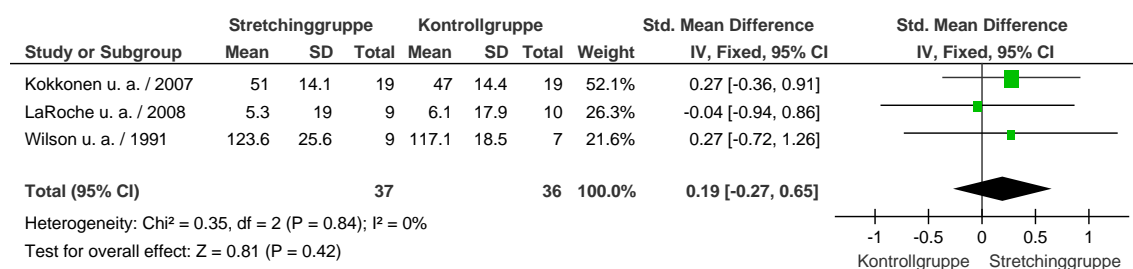 Stretchinggruppe Kontrollgruppe Std. Mean Difference Std. Mean Difference
Study or Subgroup Mean SD Total Mean SD Total Weight IV, Fixed, 95% CI IV, Fixed, 95% CI
Kokkonen u. a. / 2007 51 14.1 19 47 14.4 19 52.1% 0.27 [-0.36, 0.91]
LaRoche u. a. / 2008 5.3 19 9 6.1 17.9 10 26.3% -0.04 [-0.94, 0.86]
Wilson u. a. / 1991 123.6 25.6 9 117.1 18.5 7 21.6% 0.27 [-0.72, 1.26]
Total (95% CI) 37 36 100.0% 0.19 [-0.27, 0.65]
Heterogeneity: Chi² = 0.35, df = 2 (P = 0.84); I² = 0%
Test for overall effect: Z = 0.81 (P = 0.42)
-1 -0.5 0 0.5 1
Kontrollgruppe Stretchinggruppe